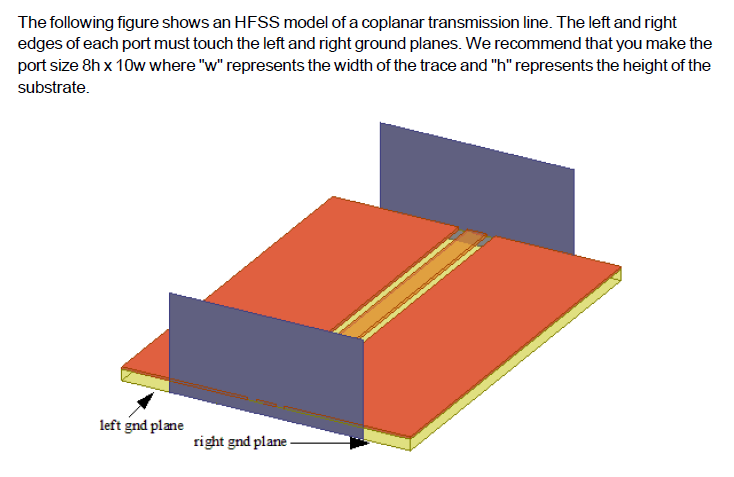 The following figure shows an HFSS model of a coplanar transmission line. The left and right
edges of each port must touch the left and right ground planes. We recommend that you make the
port size 8h x 10w where "w" represents the width of the trace and "h" represents the height of the
substrate.
left gnd plane
right gnd plane